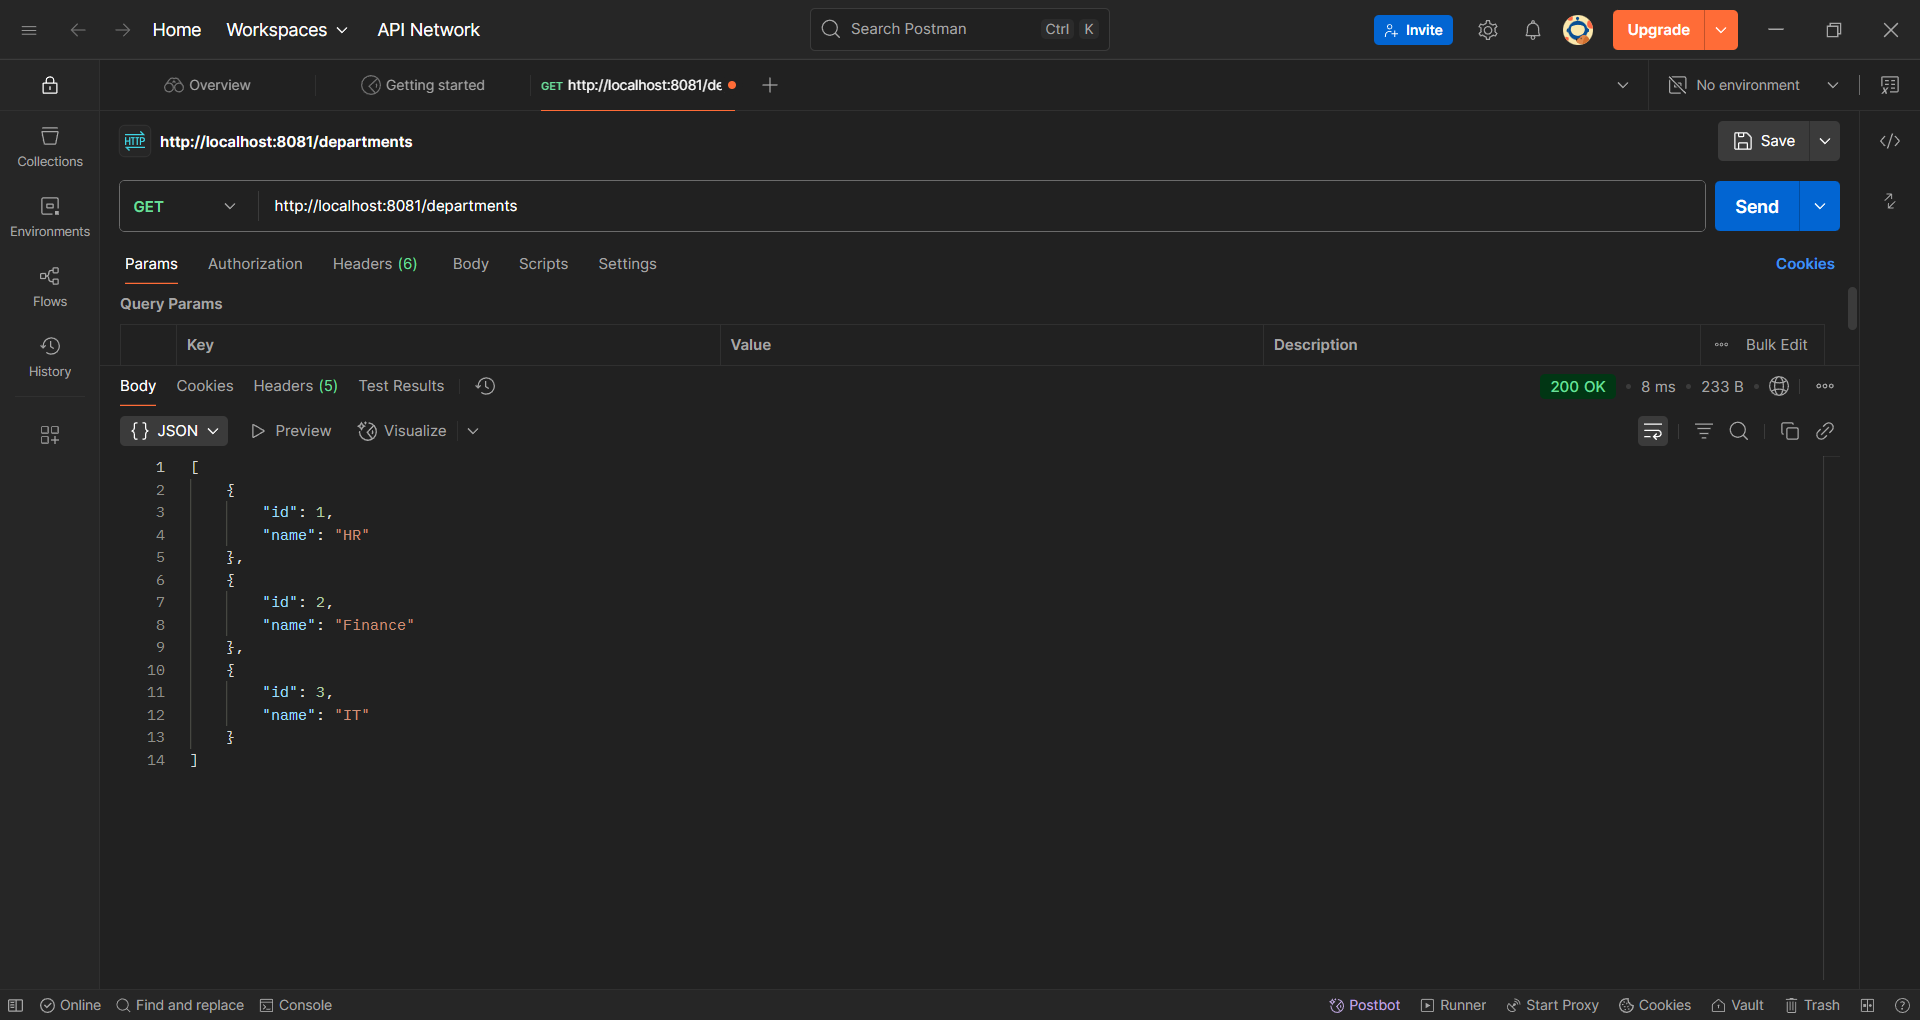 Home Workspaces API Network Search Postman Ctrl K Invite Upgrade
Overview Getting started GET http://localhost:8081/de No environment
HTTP http://localhost:8081/departments Save
Collections
GET http://localhost:8081/departments Send
Environments
Params Authorization Headers (6) Body Scripts Settings Cookies
Flows
Query Params
Key Value Description Bulk Edit
History
Body Cookies Headers (5) Test Results 200 OK 8 ms 233 B
{} JSON Preview Visualize
1 [
2 {
3 "id": 1,
4 "name": "HR"
5 },
6 {
7 "id": 2,
8 "name": "Finance"
9 },
10 {
11 "id": 3,
12 "name": "IT"
13 }
14 ]
Online Find and replace Console Postbot Runner Start Proxy Cookies Vault Trash